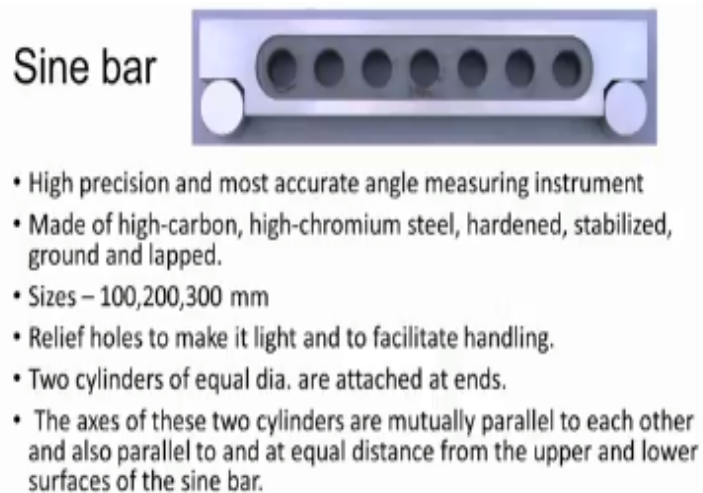 Sine bar
• High precision and most accurate angle measuring instrument
• Made of high-carbon, high-chromium steel, hardened, stabilized,
ground and lapped.
• Sizes – 100,200,300 mm
• Relief holes to make it light and to facilitate handling.
• Two cylinders of equal dia. are attached at ends.
• The axes of these two cylinders are mutually parallel to each other
and also parallel to and at equal distance from the upper and lower
surfaces of the sine bar.